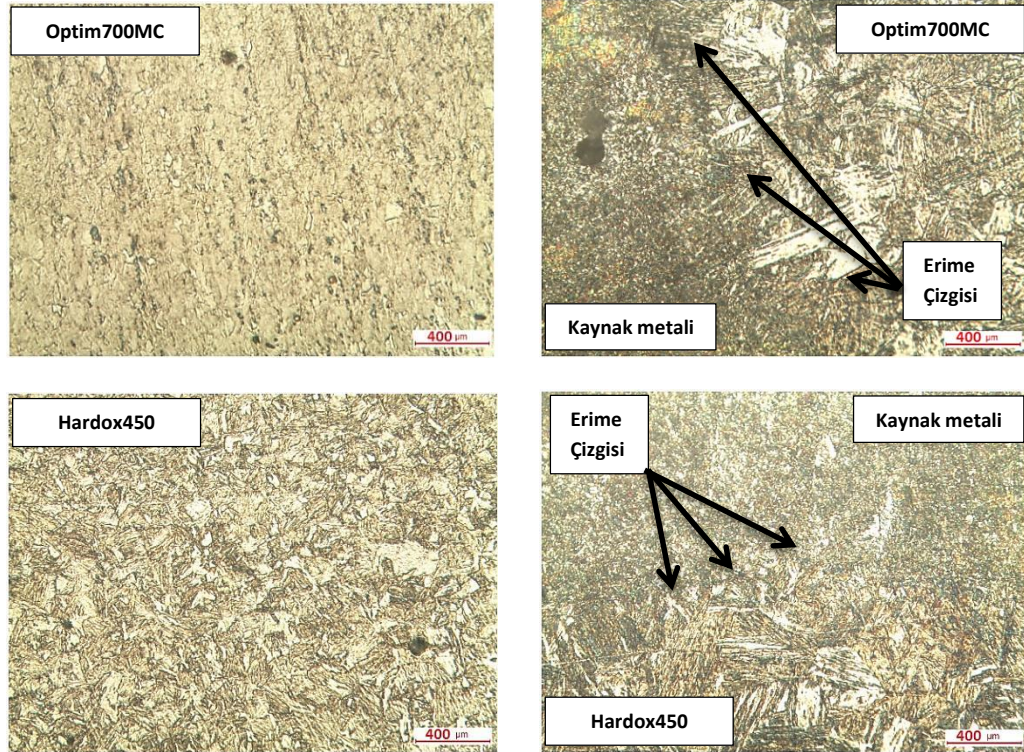 Optim700MC
400 µm
Optim700MC
Erime
Çizgisi
Kaynak metali
400 µm
Hardox450
400 µm
Erime
Çizgisi
Kaynak metali
Hardox450
400 µm